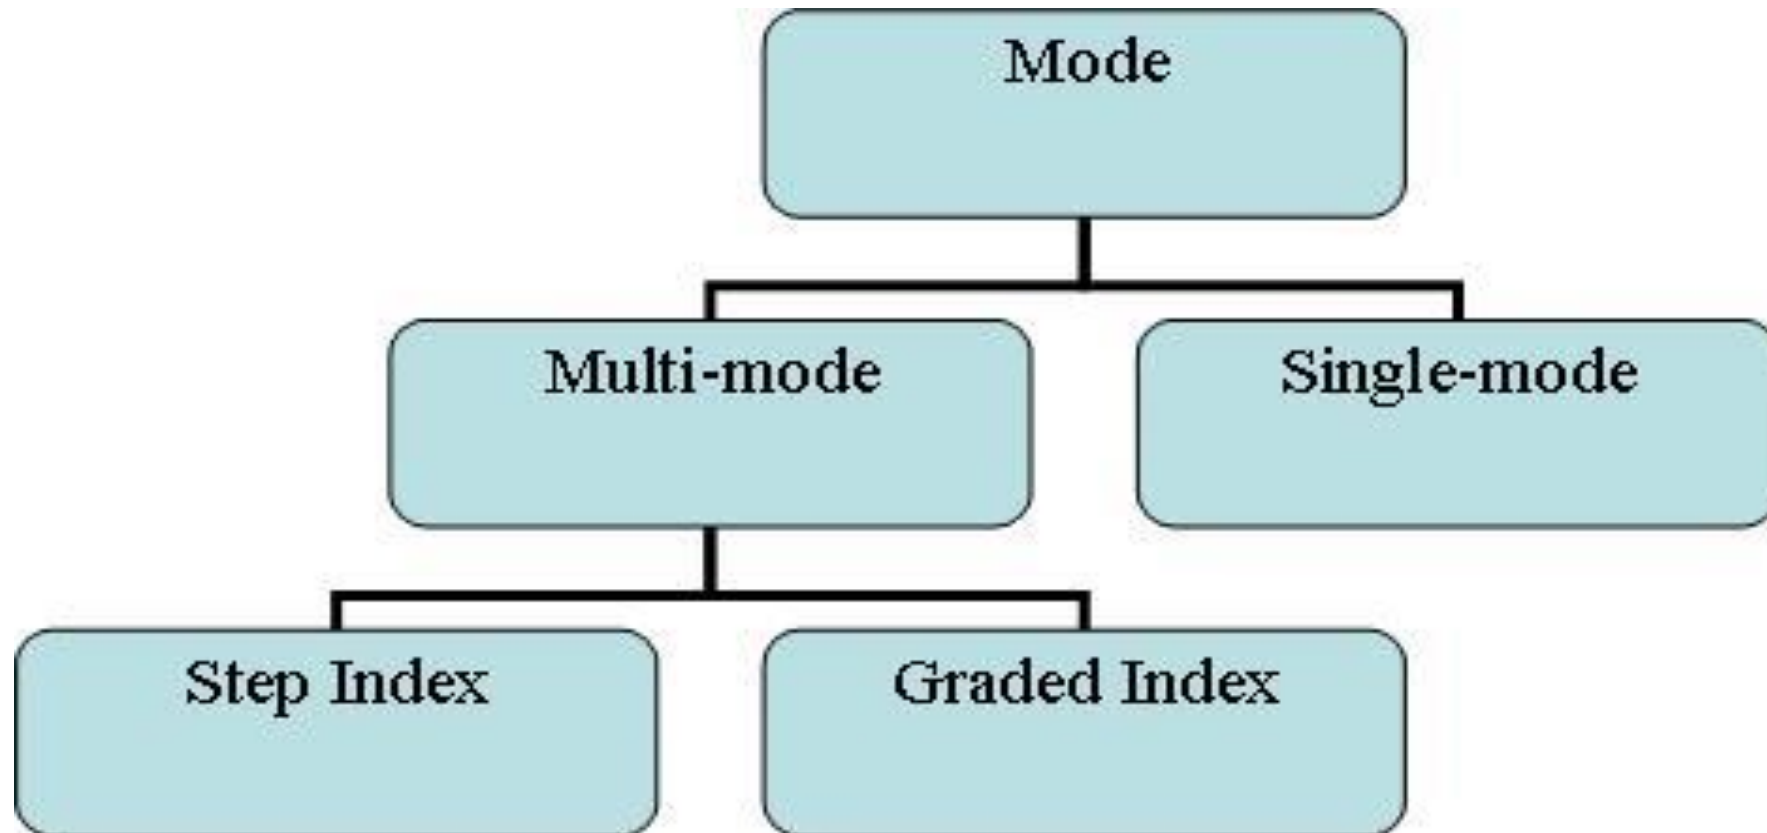 Mode
Multi-mode
Single-mode
Step Index
Graded Index